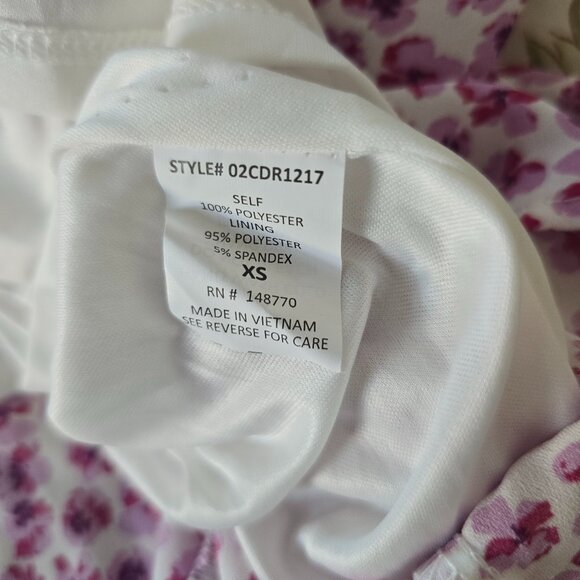 STYLE# 02CDR1217
SELF
100% POLYESTER
LINING
95% POLYESTER
5% SPANDEX
XS
RN # 148770
MADE IN VIETNAM
SEE REVERSE FOR CARE